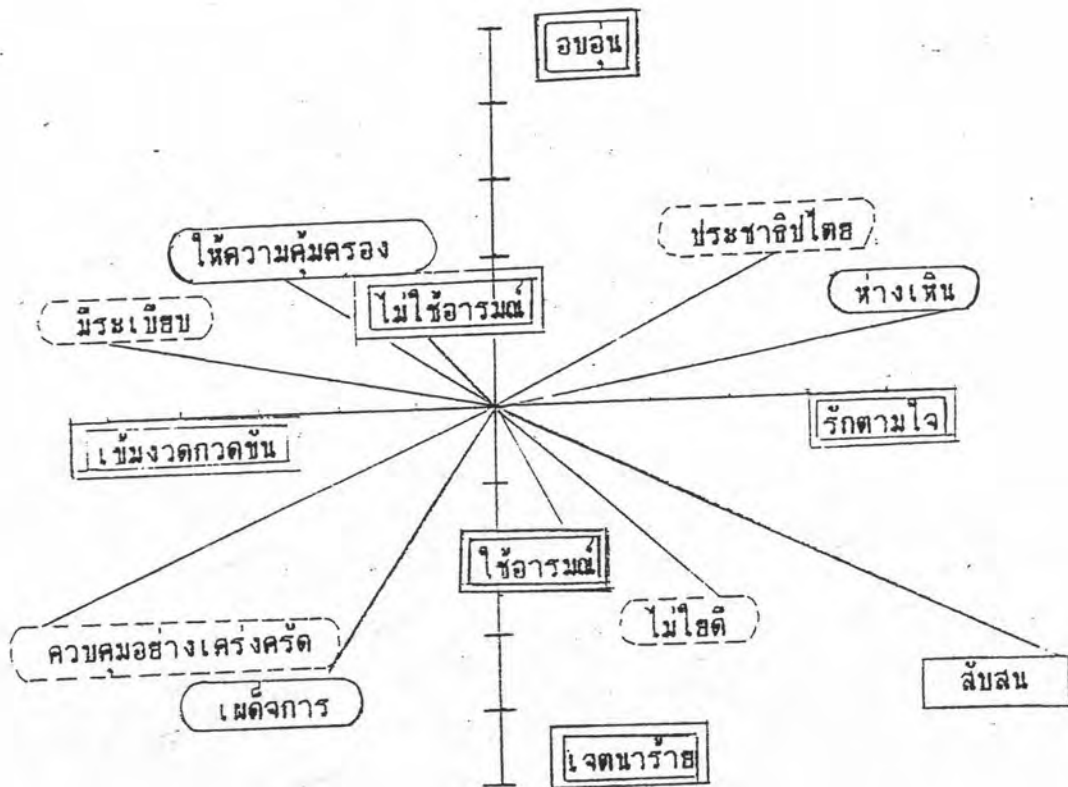 อบอุ่น
ประชาธิปไตย
ให้ความคุ้มครอง
ห่างเหิน
ไม่ใช้อารมณ์
มีระเบียบ
รักตามใจ
เข้มงวดกวดขัน
ใช้อารมณ์
ไม่ใยดี
ควบคุมอย่างเคร่งครัด
สับสน
เผด็จการ
เจตนาร้าย